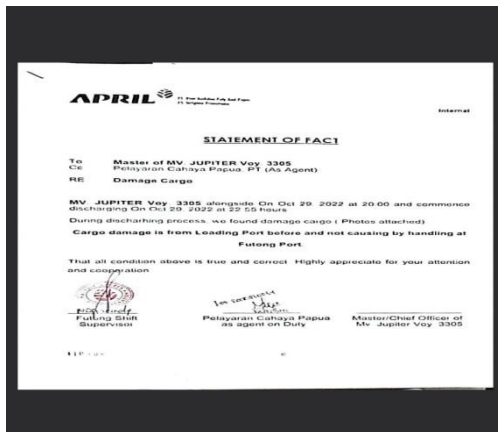 APRIL
Internal
STATEMENT OF FACT
To Master of MV. JUPITER Voy. 3305
Cc Pelayaran Cahaya Papua, PT (As Agent)
RE Damage Cargo
MV. JUPITER Voy. 3305 alongside On Oct 29, 2022 at 20:00 and commence
discharging On Oct 29, 2022 at 22:55 hours
During discharging process, we found damage cargo ( Photos attached)
Cargo damage is from Loading Port before and not causing by handling at
Futong Port.
That all condition above is true and correct. Highly appreciate for your attention
and cooperation
Futong Shift
Supervisor
Pelayaran Cahaya Papua
as agent on Duty
Master/Chief Officer of
Mv. Jupiter Voy. 3305